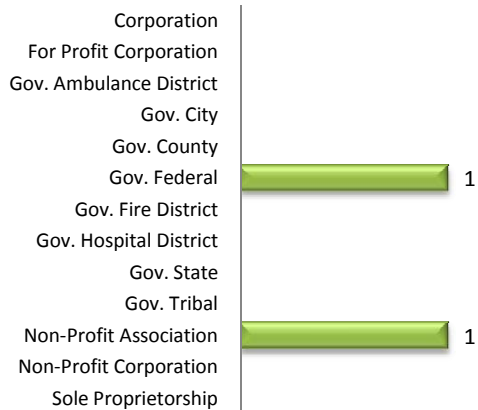 Corporation
For Profit Corporation
Gov. Ambulance District
Gov. City
Gov. County
Gov. Federal 1
Gov. Fire District
Gov. Hospital District
Gov. State
Gov. Tribal
Non-Profit Association 1
Non-Profit Corporation
Sole Proprietorship